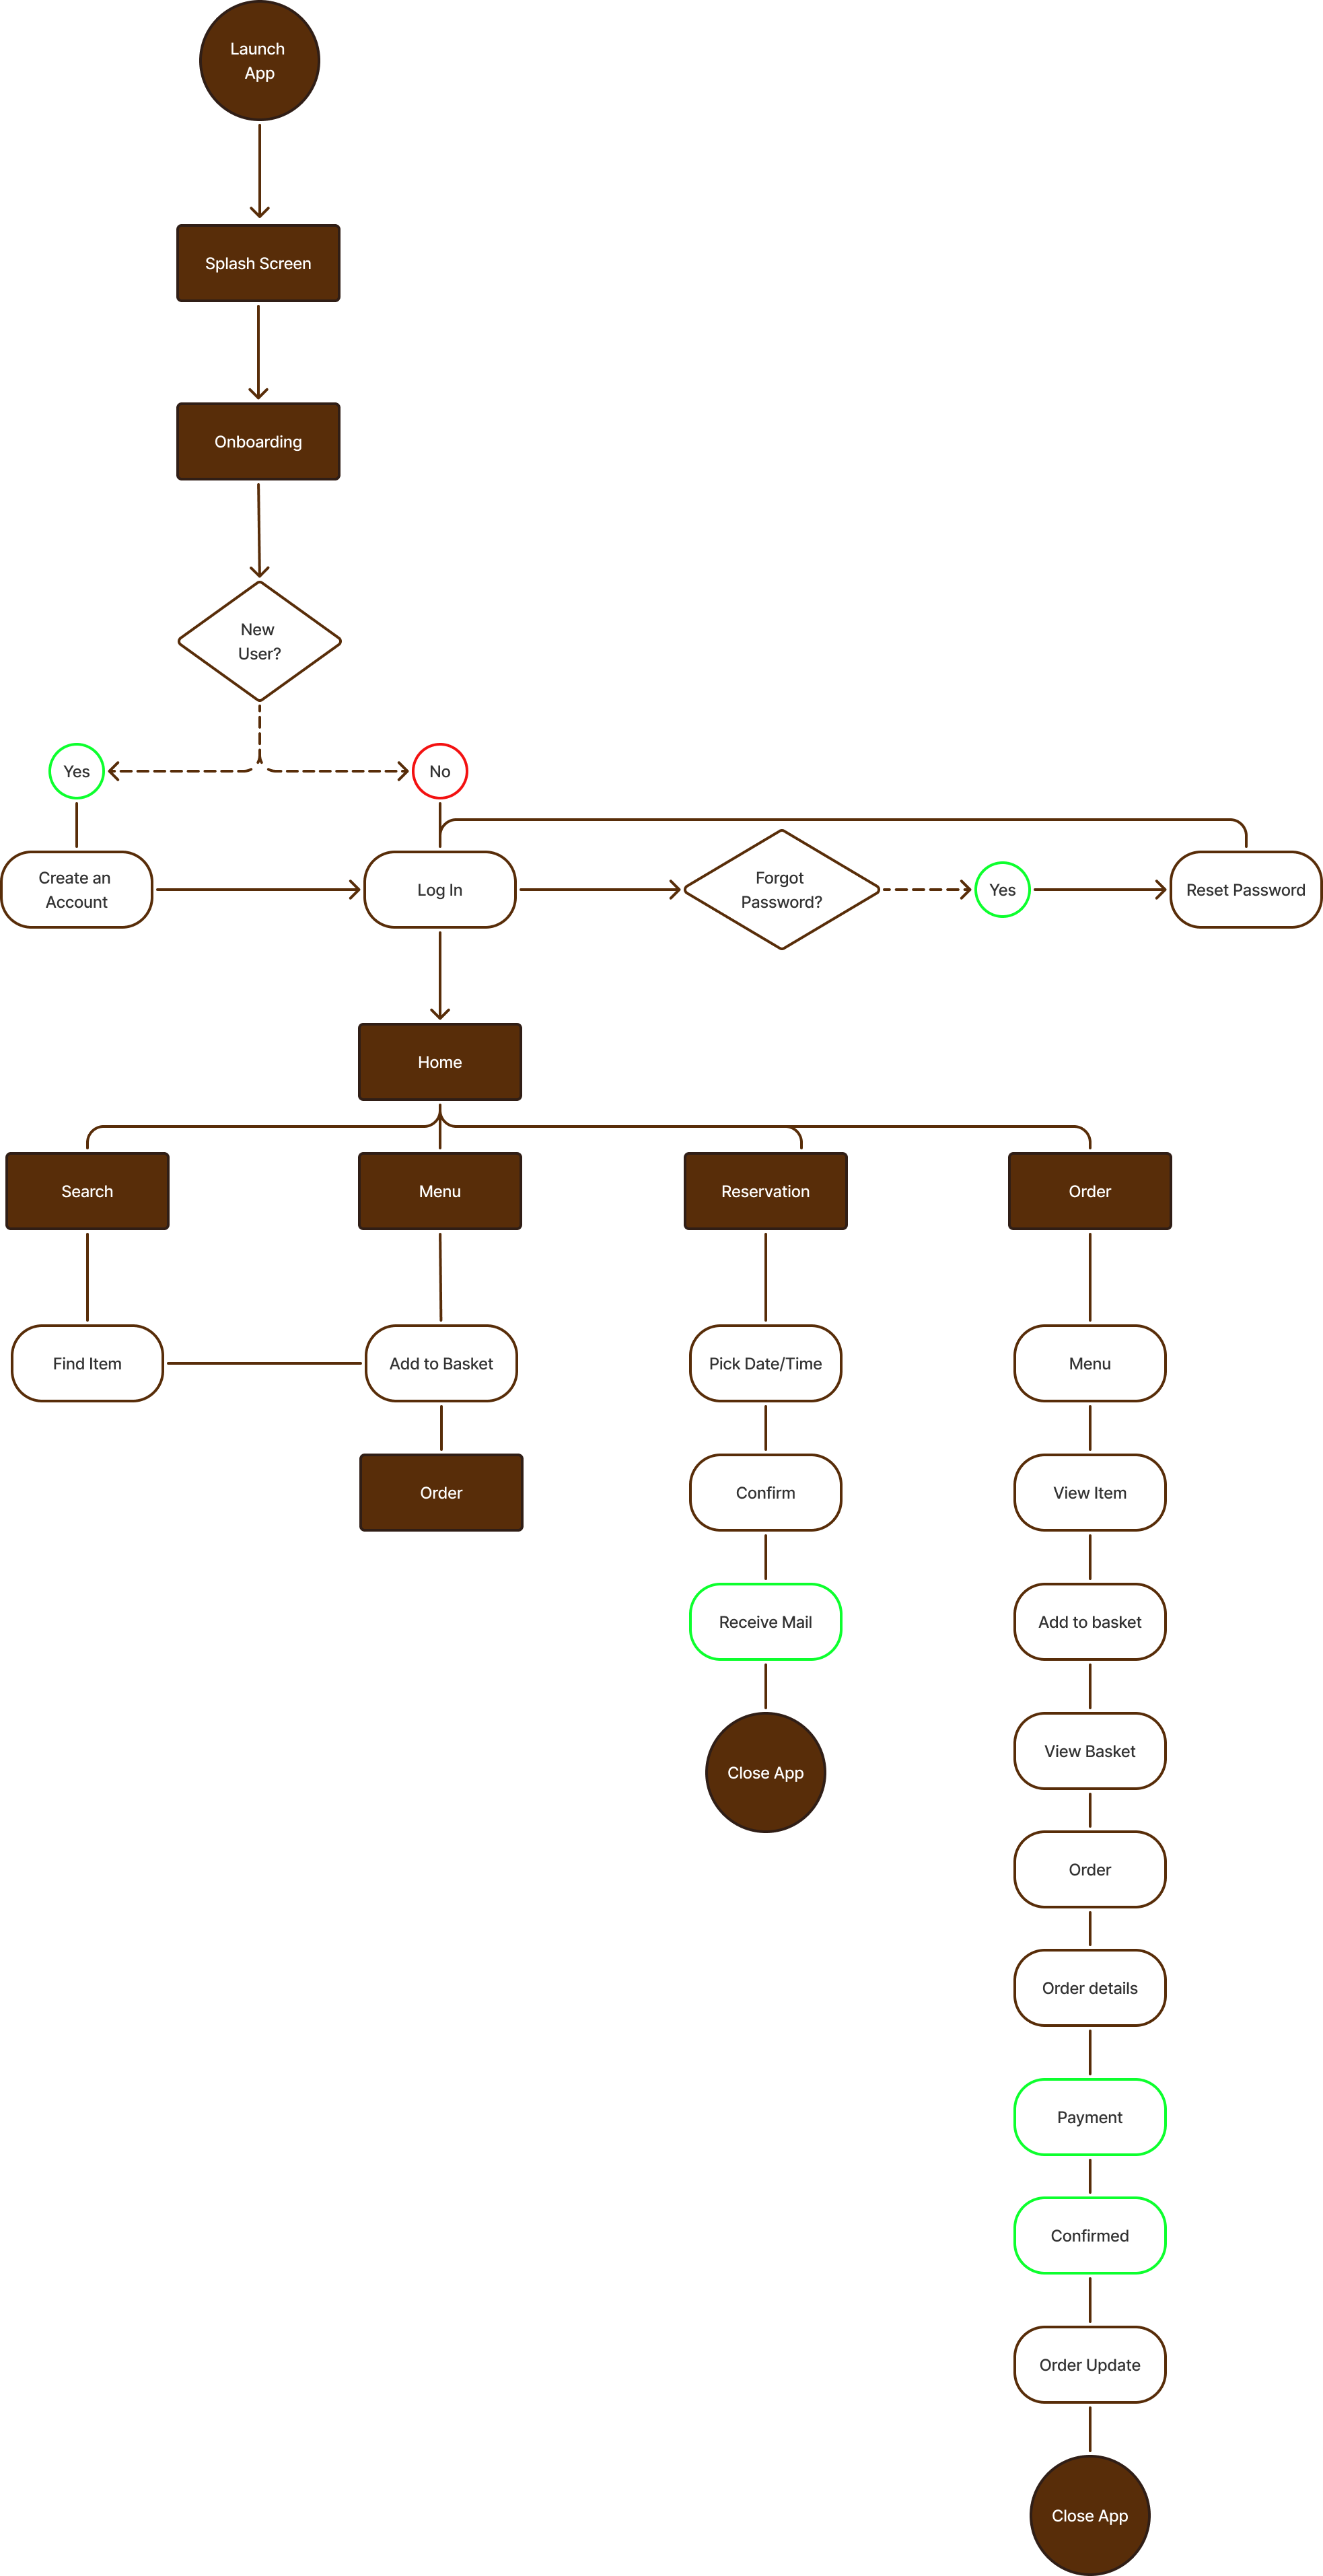 Launch
App
Splash Screen
Onboarding
New
User?
Yes
No
Create an
Account
Log In
Forgot
Password?
Yes
Reset Password
Home
Search
Menu
Reservation
Order
Find Item
Add to Basket
Pick Date/Time
Menu
Order
Confirm
View Item
Receive Mail
Add to basket
Close App
View Basket
Order
Order details
Payment
Confirmed
Order Update
Close App